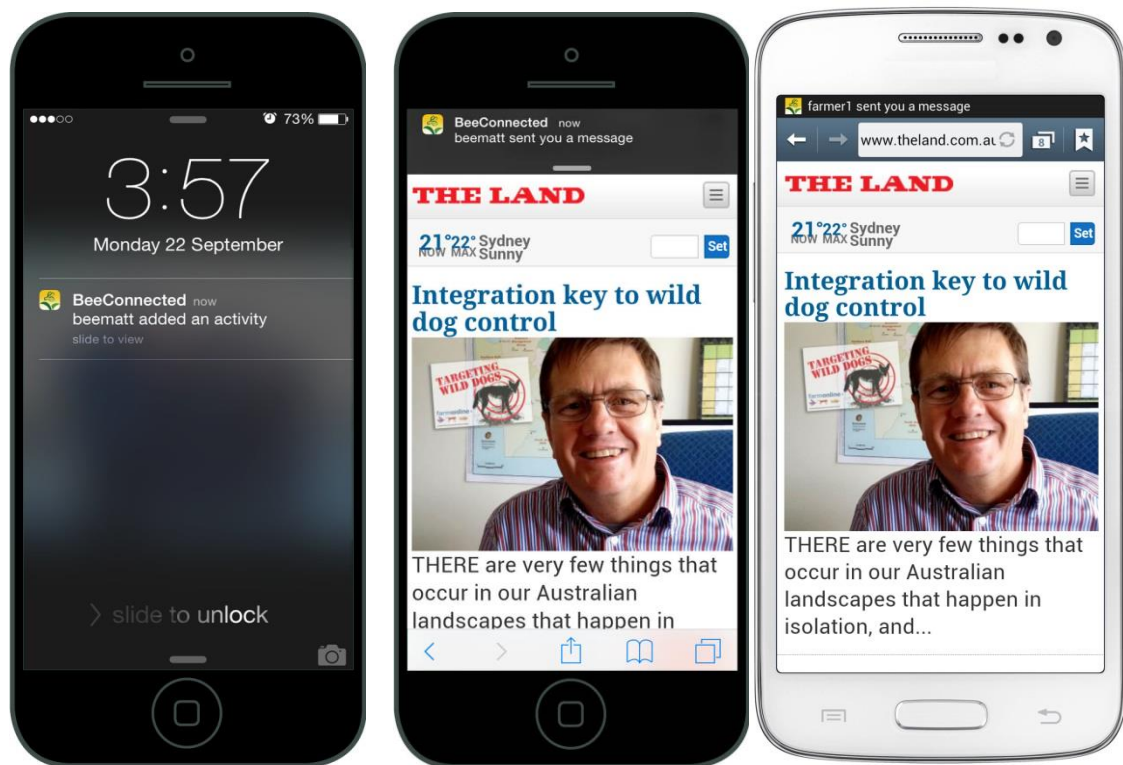 73%
3:57
Monday 22 September
BeeConnected now
beematt added an activity
slide to view
> slide to unlock
BeeConnected now
beematt sent you a message
THE LAND
21° 22° Sydney
NOW MAX Sunny
Set
Integration key to wild
dog control
TARGETING
WILD DOGS
THERE are very few things that
occur in our Australian
landscapes that happen in
farmer1 sent you a message
www.theland.com.au
8
THE LAND
21° 22° Sydney
NOW MAX Sunny
Set
Integration key to wild
dog control
TARGETING
WILD DOGS
THERE are very few things that
occur in our Australian
landscapes that happen in
isolation, and...